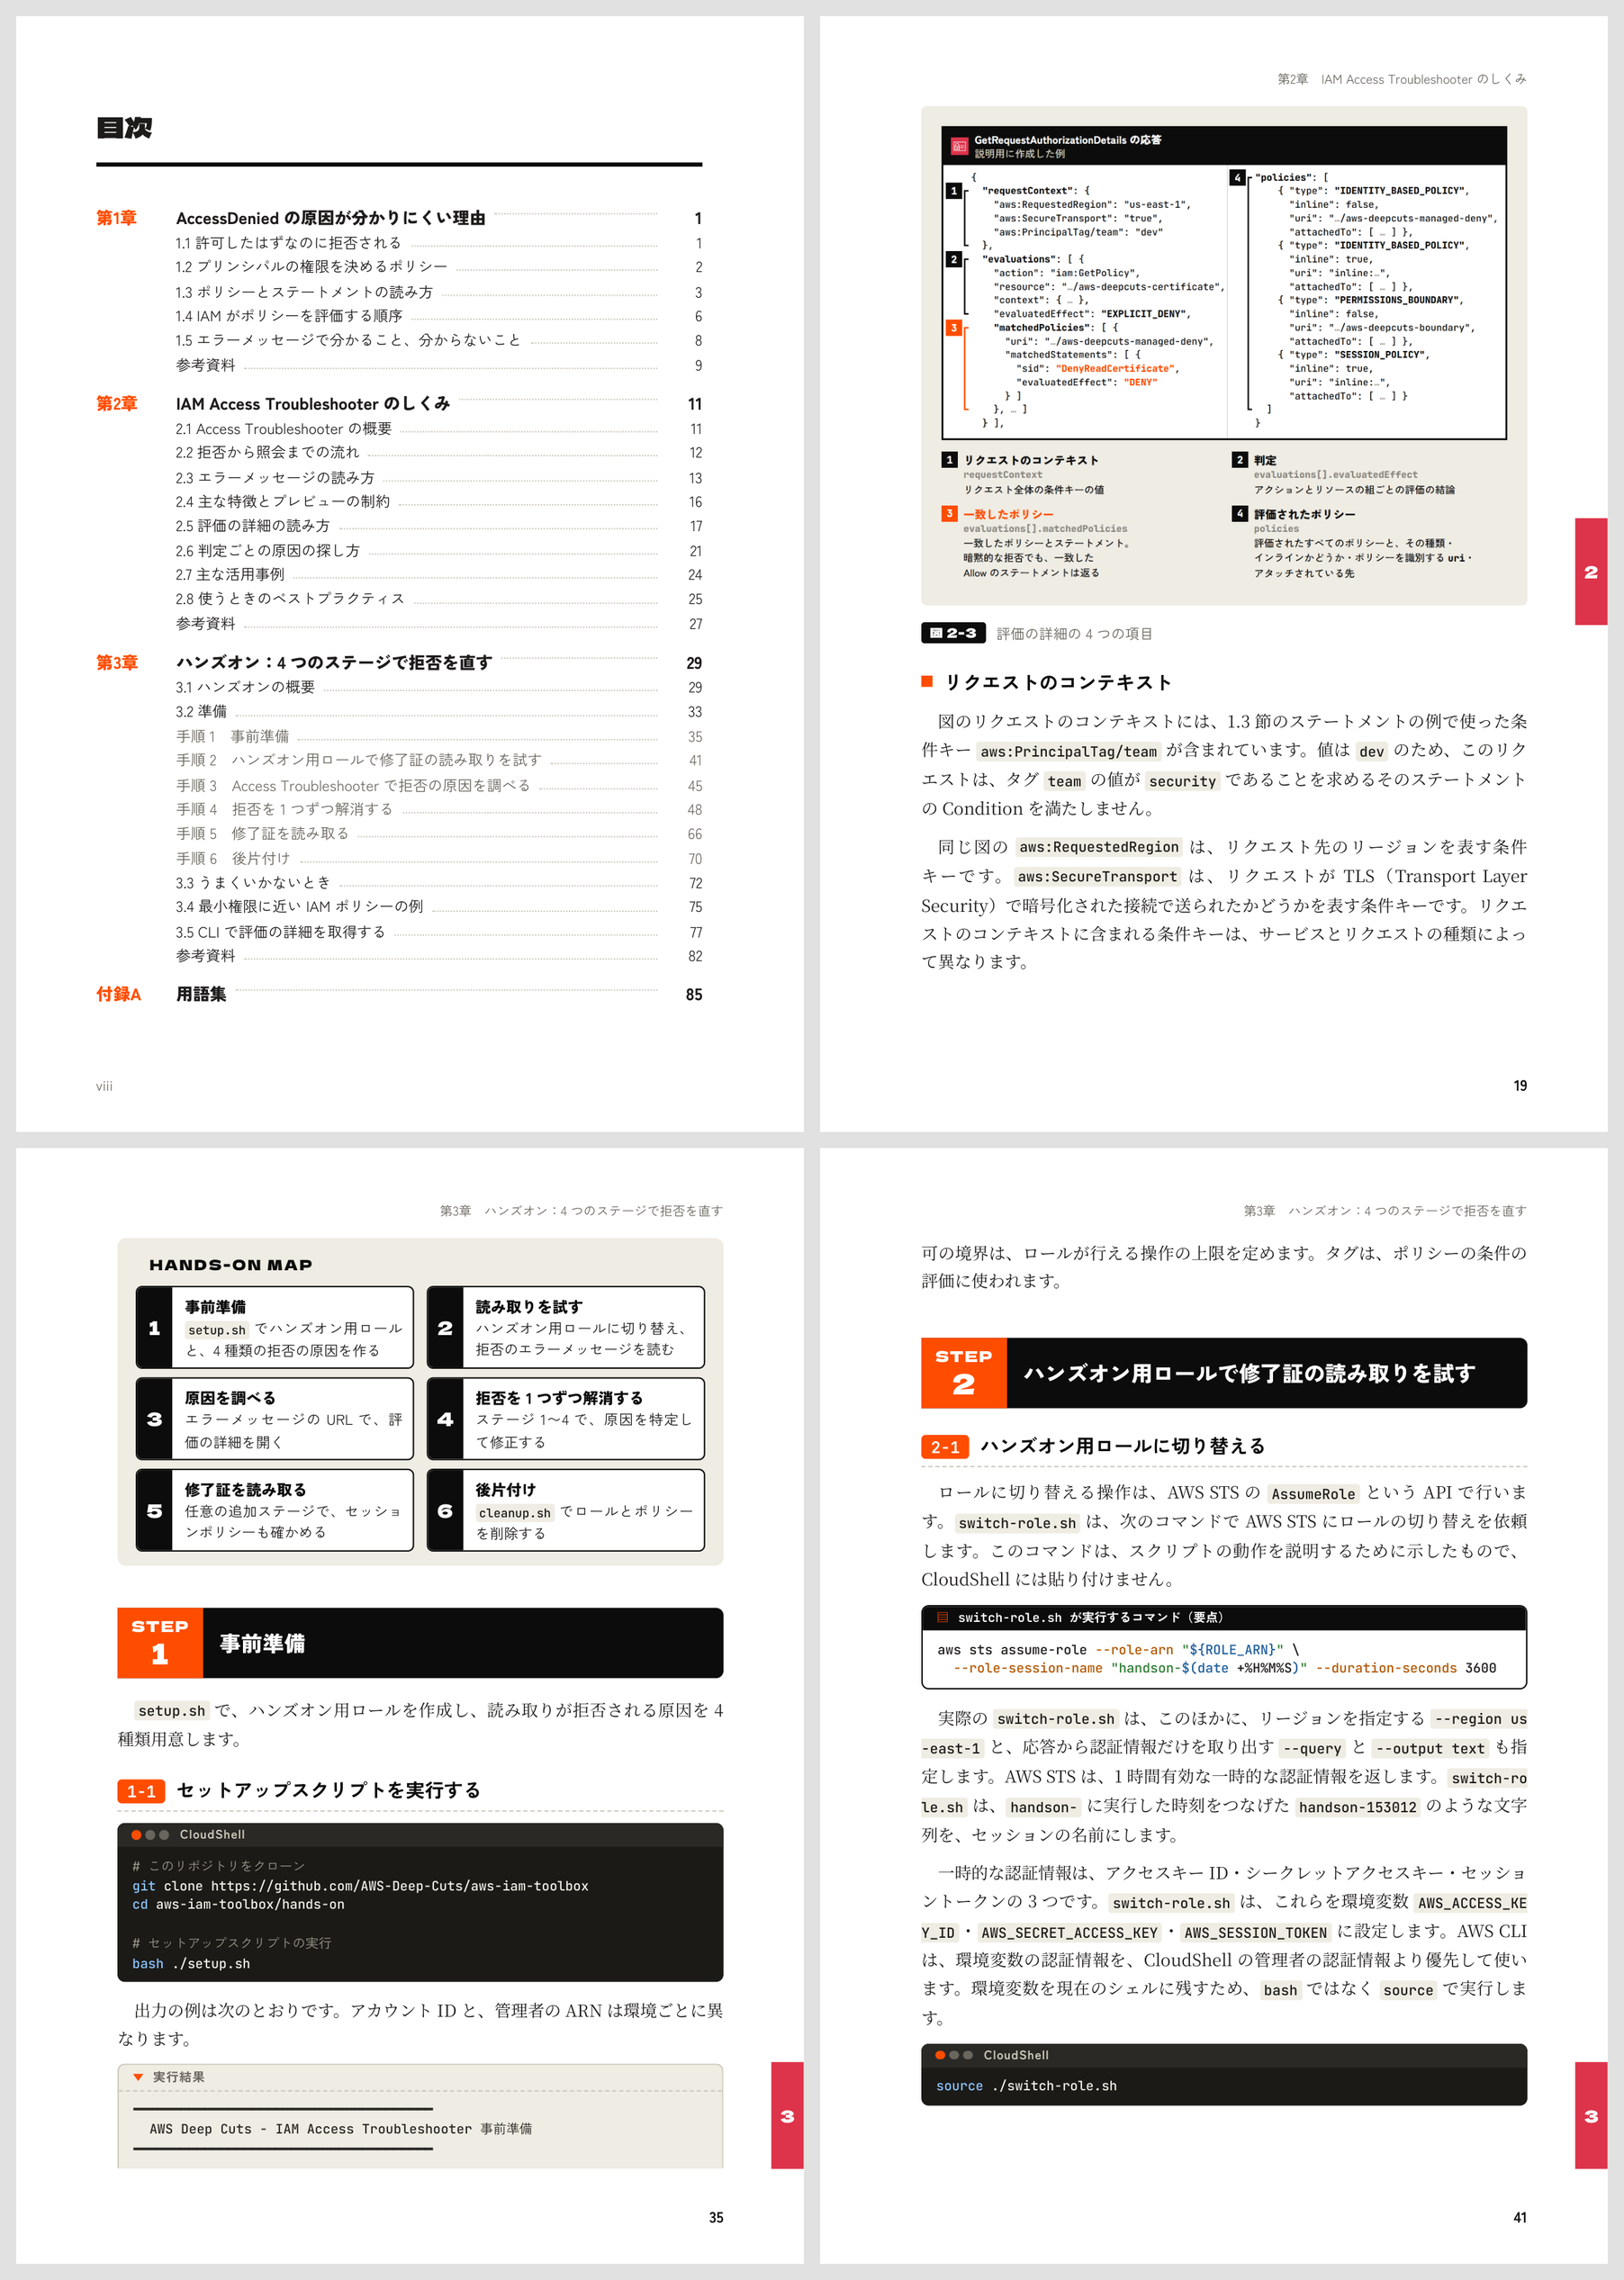 目次
第1章 AccessDenied の原因が分かりにくい理由 1
1.1 許可したはずなのに拒否される 1
1.2 プリンシパルの権限を決めるポリシー 2
1.3 ポリシーとステートメントの読み方 3
1.4 IAM がポリシーを評価する順序 6
1.5 エラーメッセージで分かること、分からないこと 8
参考資料 9
第2章 IAM Access Troubleshooter のしくみ 11
2.1 Access Troubleshooter の概要 11
2.2 拒否から照会までの流れ 12
2.3 エラーメッセージの読み方 13
2.4 主な特徴とプレビューの制約 16
2.5 評価の詳細の読み方 17
2.6 判定ごとの原因の探し方 21
2.7 主な活用事例 24
2.8 使うときのベストプラクティス 25
参考資料 27
第3章 ハンズオン：4 つのステージで拒否を直す 29
3.1 ハンズオンの概要 29
3.2 準備 33
手順 1 事前準備 35
手順 2 ハンズオン用ロールで修了証の読み取りを試す 41
手順 3 Access Troubleshooter で拒否の原因を調べる 45
手順 4 拒否を 1 つずつ解消する 48
手順 5 修了証を読み取る 66
手順 6 後片付け 70
3.3 うまくいかないとき 72
3.4 最小権限に近い IAM ポリシーの例 75
3.5 CLI で評価の詳細を取得する 77
参考資料 82
付録A 用語集 85
viii
第2章 IAM Access Troubleshooter のしくみ
GetRequestAuthorizationDetails の応答
説明用に作成した例
{
1 "requestContext": {
"aws:RequestedRegion": "us-east-1",
"aws:SecureTransport": "true",
"aws:PrincipalTag/team": "dev"
},
2 "evaluations": [ {
"action": "iam:GetPolicy",
"resource": "…/aws-deepcuts-certificate",
"context": { … },
"evaluatedEffect": "EXPLICIT_DENY",
3 "matchedPolicies": [ {
"uri": "…/aws-deepcuts-managed-deny",
"matchedStatements": [ {
"sid": "DenyReadCertificate",
"evaluatedEffect": "DENY"
} ]
}, … ]
} ],
4 "policies": [
{ "type": "IDENTITY_BASED_POLICY",
"inline": false,
"uri": "…/aws-deepcuts-managed-deny",
"attachedTo": [ … ] },
{ "type": "IDENTITY_BASED_POLICY",
"inline": true,
"uri": "inline:…",
"attachedTo": [ … ] },
{ "type": "PERMISSIONS_BOUNDARY",
"inline": false,
"uri": "…/aws-deepcuts-boundary",
"attachedTo": [ … ] },
{ "type": "SESSION_POLICY",
"inline": true,
"uri": "inline:…",
"attachedTo": [ … ] }
]
}
1 リクエストのコンテキスト
requestContext
リクエスト全体の条件キーの値
2 判定
evaluations[].evaluatedEffect
アクションとリソースの組ごとの評価の結論
3 一致したポリシー
evaluations[].matchedPolicies
一致したポリシーとステートメント。
暗黙的な拒否でも、一致した
Allow のステートメントは返る
4 評価されたポリシー
policies
評価されたすべてのポリシーと、その種類・
インラインかどうか・ポリシーを識別する uri・
アタッチされている先
2
図 2-3 評価の詳細の 4 つの項目
リクエストのコンテキスト
図のリクエストのコンテキストには、1.3 節のステートメントの例で使った条
件キー aws:PrincipalTag/team が含まれています。値は dev のため、このリク
エストは、タグ team の値が security であることを求めるそのステートメント
の Condition を満たしません。
同じ図の aws:RequestedRegion は、リクエスト先のリージョンを表す条件
キーです。aws:SecureTransport は、リクエストが TLS（Transport Layer
Security）で暗号化された接続で送られたかどうかを表す条件キーです。リクエ
ストのコンテキストに含まれる条件キーは、サービスとリクエストの種類によっ
て異なります。
19
第3章 ハンズオン：4 つのステージで拒否を直す
HANDS-ON MAP
1 事前準備
setup.sh でハンズオン用ロール
と、4 種類の拒否の原因を作る
2 読み取りを試す
ハンズオン用ロールに切り替え、
拒否のエラーメッセージを読む
3 原因を調べる
エラーメッセージの URL で、評
価の詳細を開く
4 拒否を 1 つずつ解消する
ステージ 1〜4 で、原因を特定し
て修正する
5 修了証を読み取る
任意の追加ステージで、セッショ
ンポリシーも確かめる
6 後片付け
cleanup.sh でロールとポリシー
を削除する
STEP 1 事前準備
setup.sh で、ハンズオン用ロールを作成し、読み取りが拒否される原因を 4
種類用意します。
1-1 セットアップスクリプトを実行する
CloudShell
# このリポジトリをクローン
git clone https://github.com/AWS-Deep-Cuts/aws-iam-toolbox
cd aws-iam-toolbox/hands-on
# セットアップスクリプトの実行
bash ./setup.sh
出力の例は次のとおりです。アカウント ID と、管理者の ARN は環境ごとに異
なります。
実行結果
AWS Deep Cuts - IAM Access Troubleshooter 事前準備
3
35
第3章 ハンズオン：4 つのステージで拒否を直す
可の境界は、ロールが行える操作の上限を定めます。タグは、ポリシーの条件の
評価に使われます。
STEP 2 ハンズオン用ロールで修了証の読み取りを試す
2-1 ハンズオン用ロールに切り替える
ロールに切り替える操作は、AWS STS の AssumeRole という API で行いま
す。switch-role.sh は、次のコマンドで AWS STS にロールの切り替えを依頼
します。このコマンドは、スクリプトの動作を説明するために示したもので、
CloudShell には貼り付けません。
switch-role.sh が実行するコマンド（要点）
aws sts assume-role --role-arn "${ROLE_ARN}" \
--role-session-name "handson-$(date +%H%M%S)" --duration-seconds 3600
実際の switch-role.sh は、このほかに、リージョンを指定する --region us
-east-1 と、応答から認証情報だけを取り出す --query と --output text も指
定します。AWS STS は、1 時間有効な一時的な認証情報を返します。switch-ro
le.sh は、handson- に実行した時刻をつなげた handson-153012 のような文字
列を、セッションの名前にします。
一時的な認証情報は、アクセスキー ID・シークレットアクセスキー・セッショ
ントークンの 3 つです。switch-role.sh は、これらを環境変数 AWS_ACCESS_KE
Y_ID・AWS_SECRET_ACCESS_KEY・AWS_SESSION_TOKEN に設定します。AWS CLI
は、環境変数の認証情報を、CloudShell の管理者の認証情報より優先して使い
ます。環境変数を現在のシェルに残すため、bash ではなく source で実行しま
す。
CloudShell
source ./switch-role.sh
3
41